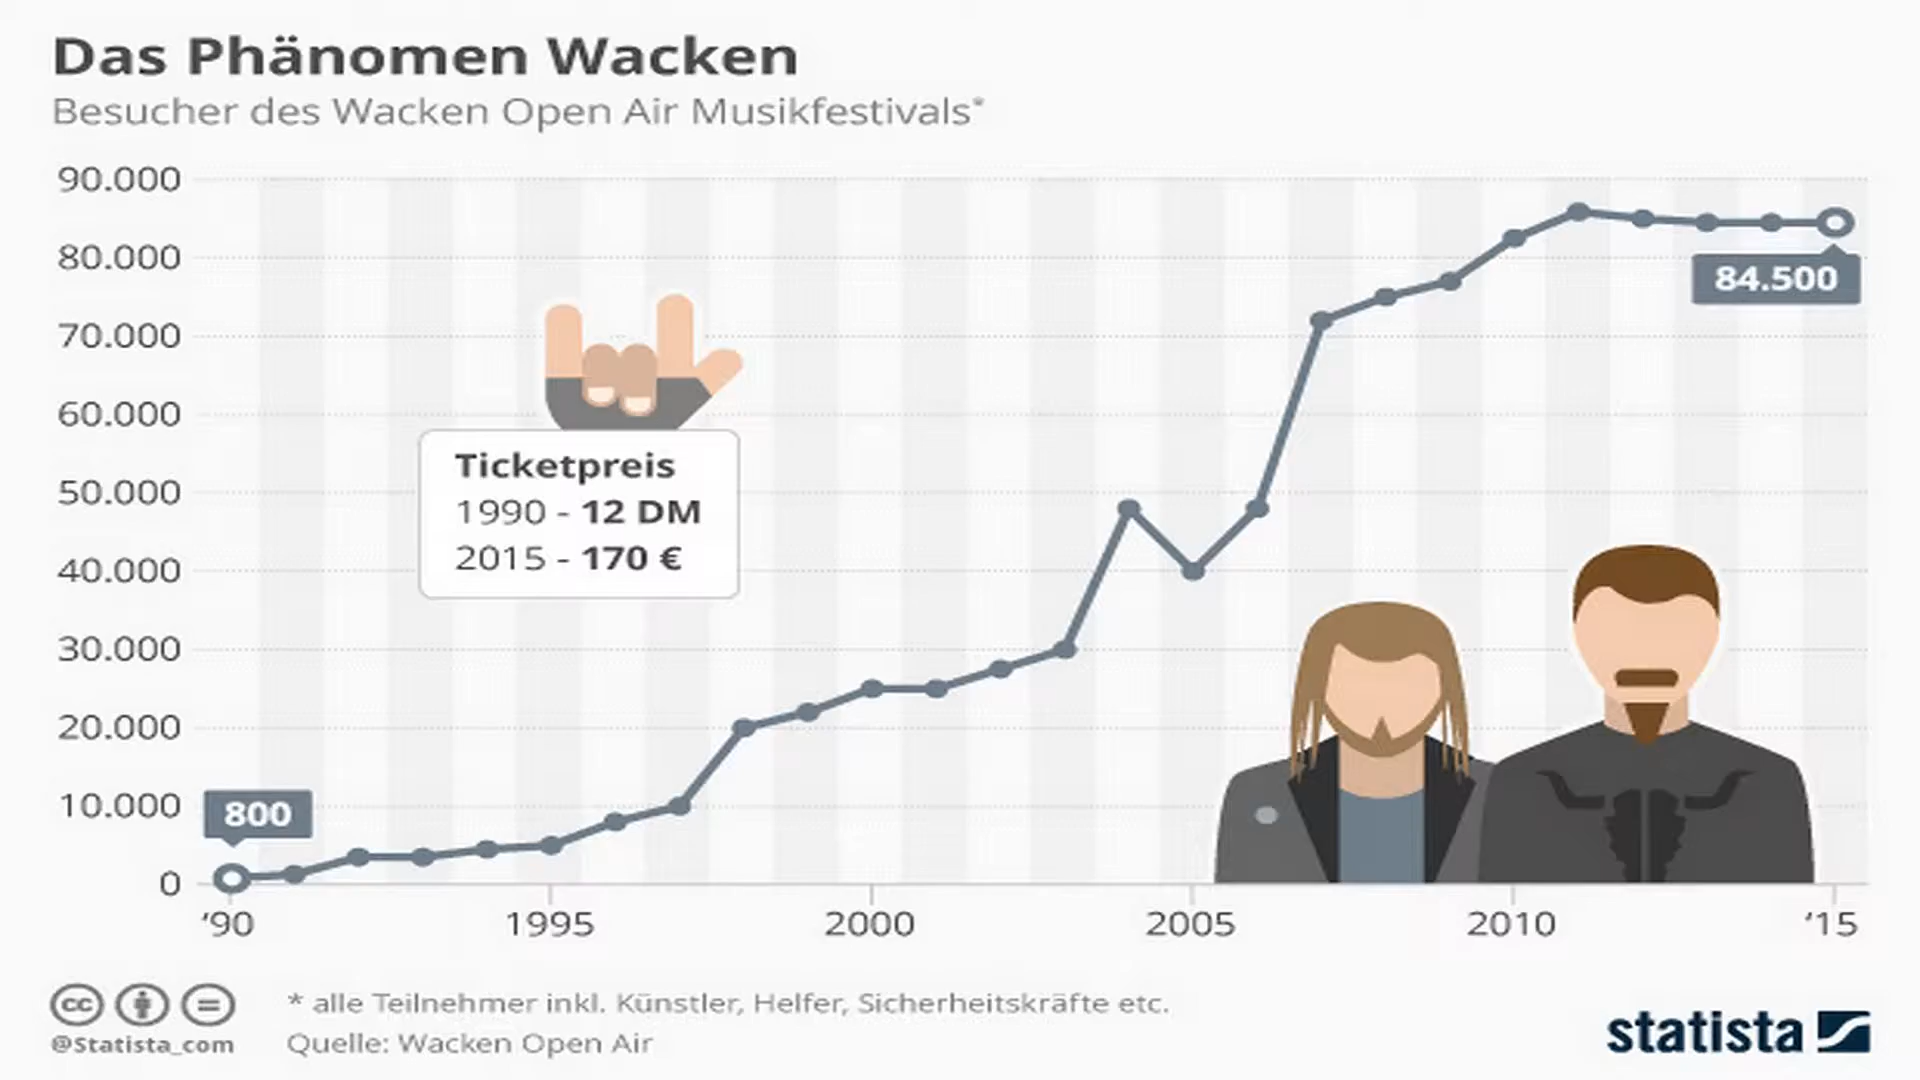 Das Phänomen Wacken
Besucher des Wacken Open Air Musikfestivals*
90.000
80.000
70.000
60.000
50.000
40.000
30.000
20.000
10.000
0
Ticketpreis
1990 - 12 DM
2015 - 170 €
800
84.500
‘90 1995 2000 2005 2010 ‘15
* alle Teilnehmer inkl. Künstler, Helfer, Sicherheitskräfte etc.
Quelle: Wacken Open Air
cc
@Statista_com
statista